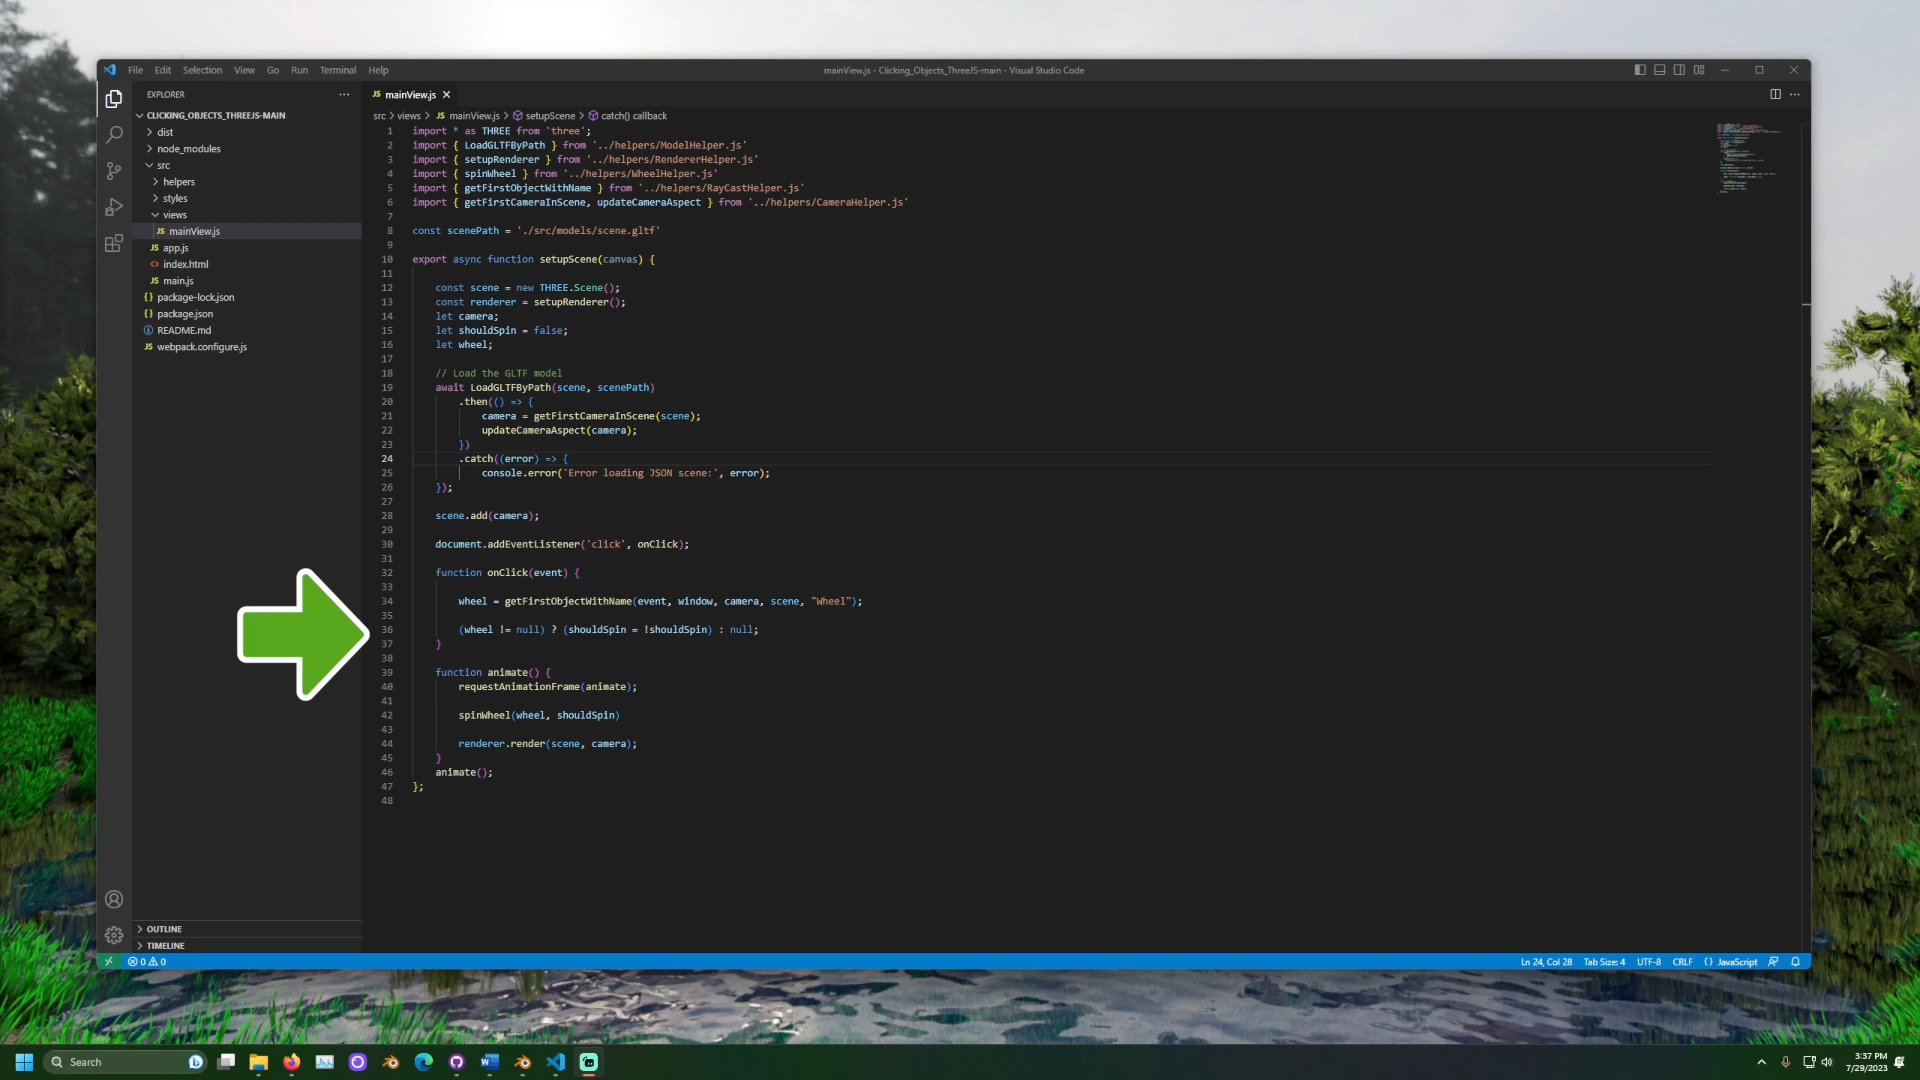 File Edit Selection View Go Run Terminal Help
mainView.js - Clicking_Objects_ThreeJS-main - Visual Studio Code
EXPLORER
CLICKING_OBJECTS_THREEJS-MAIN
dist
node_modules
src
helpers
styles
views
JS mainView.js
JS app.js
<> index.html
JS main.js
{} package-lock.json
{} package.json
README.md
JS webpack.configure.js
OUTLINE
TIMELINE
JS mainView.js
src > views > JS mainView.js > setupScene > catch() callback
1 import * as THREE from 'three';
2 import { LoadGLTFByPath } from '../helpers/ModelHelper.js'
3 import { setupRenderer } from '../helpers/RendererHelper.js'
4 import { spinWheel } from '../helpers/WheelHelper.js'
5 import { getFirstObjectWithName } from '../helpers/RayCastHelper.js'
6 import { getFirstCameraInScene, updateCameraAspect } from '../helpers/CameraHelper.js'
7
8 const scenePath = './src/models/scene.gltf'
9
10 export async function setupScene(canvas) {
11
12 const scene = new THREE.Scene();
13 const renderer = setupRenderer();
14 let camera;
15 let shouldSpin = false;
16 let wheel;
17
18 // Load the GLTF model
19 await LoadGLTFByPath(scene, scenePath)
20 .then(() => {
21 camera = getFirstCameraInScene(scene);
22 updateCameraAspect(camera);
23 })
24 .catch((error) => {
25 console.error('Error loading JSON scene:', error);
26 });
27
28 scene.add(camera);
29
30 document.addEventListener('click', onClick);
31
32 function onClick(event) {
33
34 wheel = getFirstObjectWithName(event, window, camera, scene, "Wheel");
35
36 (wheel != null) ? (shouldSpin = !shouldSpin) : null;
37 }
38
39 function animate() {
40 requestAnimationFrame(animate);
41
42 spinWheel(wheel, shouldSpin)
43
44 renderer.render(scene, camera);
45 }
46 animate();
47 };
48
0 0
Ln 24, Col 28 Tab Size: 4 UTF-8 CRLF {} JavaScript
Search
3:37 PM
7/29/2023